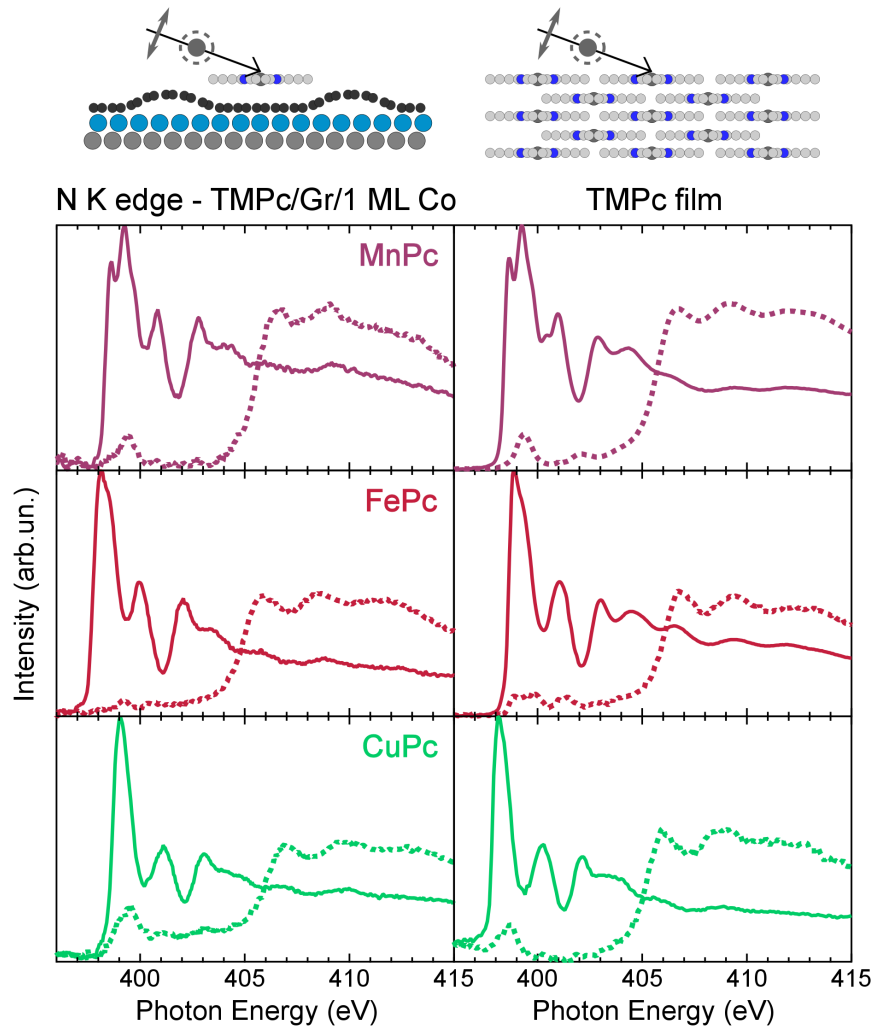 N K edge - TMPc/Gr/1 ML Co
TMPc film
MnPc
FePc
CuPc
Intensity (arb.un.)
400 405 410 415
400 405 410 415
Photon Energy (eV)
Photon Energy (eV)